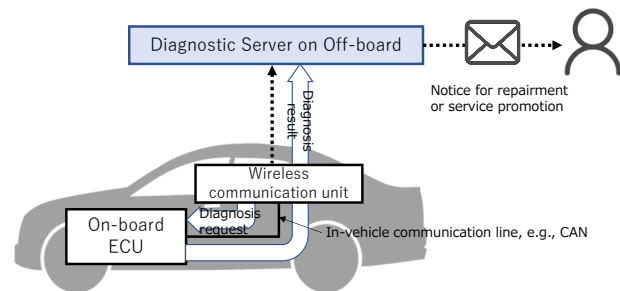 Diagnostic Server on Off-board
Notice for repairment
or service promotion
Diagnosis
result
Wireless
communication unit
On-board
ECU
Diagnosis
request
In-vehicle communication line, e.g., CAN